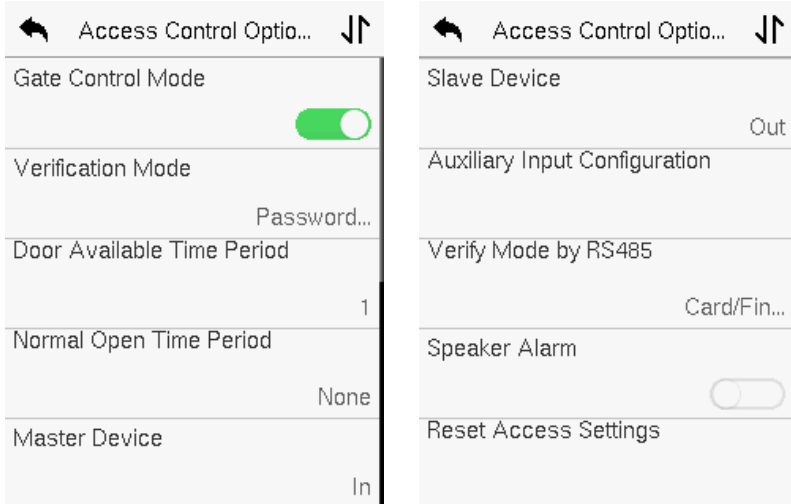 Access Control Optio...
Gate Control Mode
Verification Mode
Password...
Door Available Time Period
1
Normal Open Time Period
None
Master Device
In
Access Control Optio...
Slave Device
Out
Auxiliary Input Configuration
Verify Mode by RS485
Card/Fin...
Speaker Alarm
Reset Access Settings